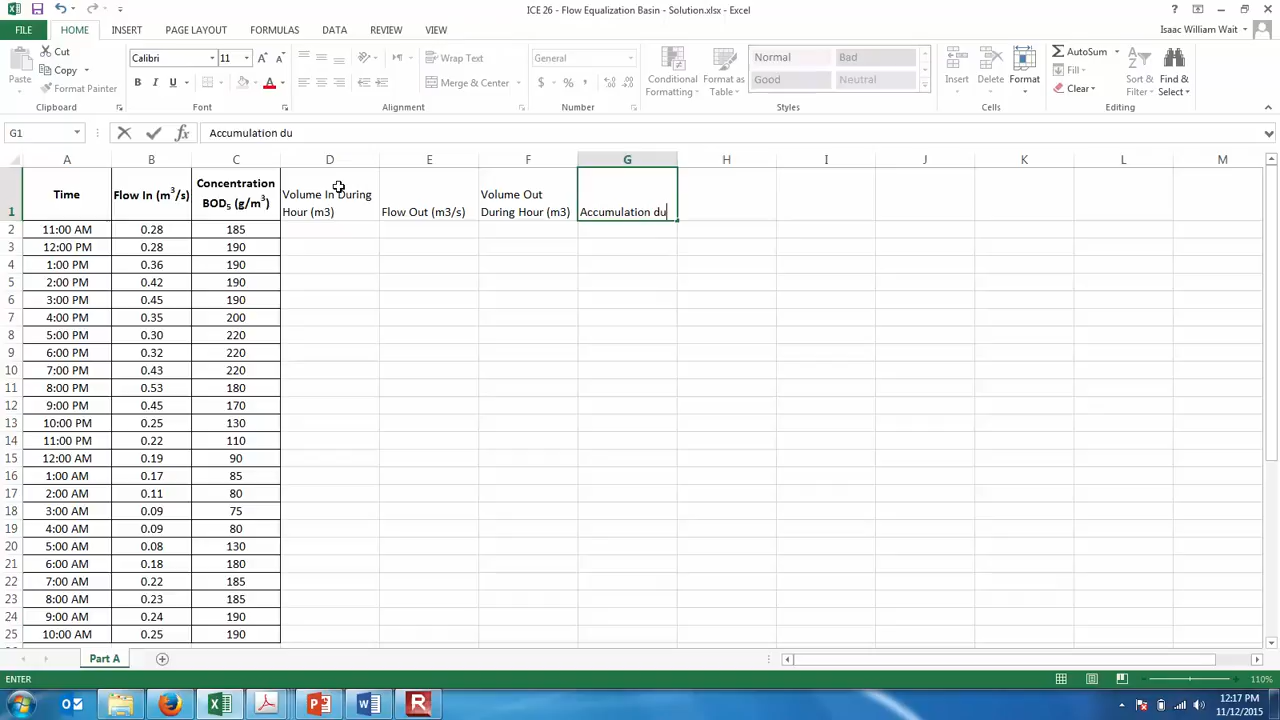 ICE 26 - Flow Equalization Basin - Solution.xlsx - Excel
FILE HOME INSERT PAGE LAYOUT FORMULAS DATA REVIEW VIEW Isaac William Wait
Paste Cut Copy Format Painter
Clipboard
Calibri 11 B I U
Font
Wrap Text Merge & Center
Alignment
General $ % ,
Number
Conditional Formatting Format as Table
Normal Bad Good Neutral
Styles
Insert Delete Format
Cells
AutoSum Fill Clear Sort & Filter Find & Select
Editing
G1 fx Accumulation du
A B C D E F G H I J K L M
1 Time Flow In (m³/s) Concentration BOD₅ (g/m³) Volume In During Hour (m3) Flow Out (m3/s) Volume Out During Hour (m3) Accumulation du
2 11:00 AM 0.28 185
3 12:00 PM 0.28 190
4 1:00 PM 0.36 190
5 2:00 PM 0.42 190
6 3:00 PM 0.45 190
7 4:00 PM 0.35 200
8 5:00 PM 0.30 220
9 6:00 PM 0.32 220
10 7:00 PM 0.43 220
11 8:00 PM 0.53 180
12 9:00 PM 0.45 170
13 10:00 PM 0.25 130
14 11:00 PM 0.22 110
15 12:00 AM 0.19 90
16 1:00 AM 0.17 85
17 2:00 AM 0.11 80
18 3:00 AM 0.09 75
19 4:00 AM 0.09 80
20 5:00 AM 0.08 130
21 6:00 AM 0.18 180
22 7:00 AM 0.22 185
23 8:00 AM 0.23 185
24 9:00 AM 0.24 190
25 10:00 AM 0.25 190
Part A
ENTER 110%
12:17 PM
11/12/2015